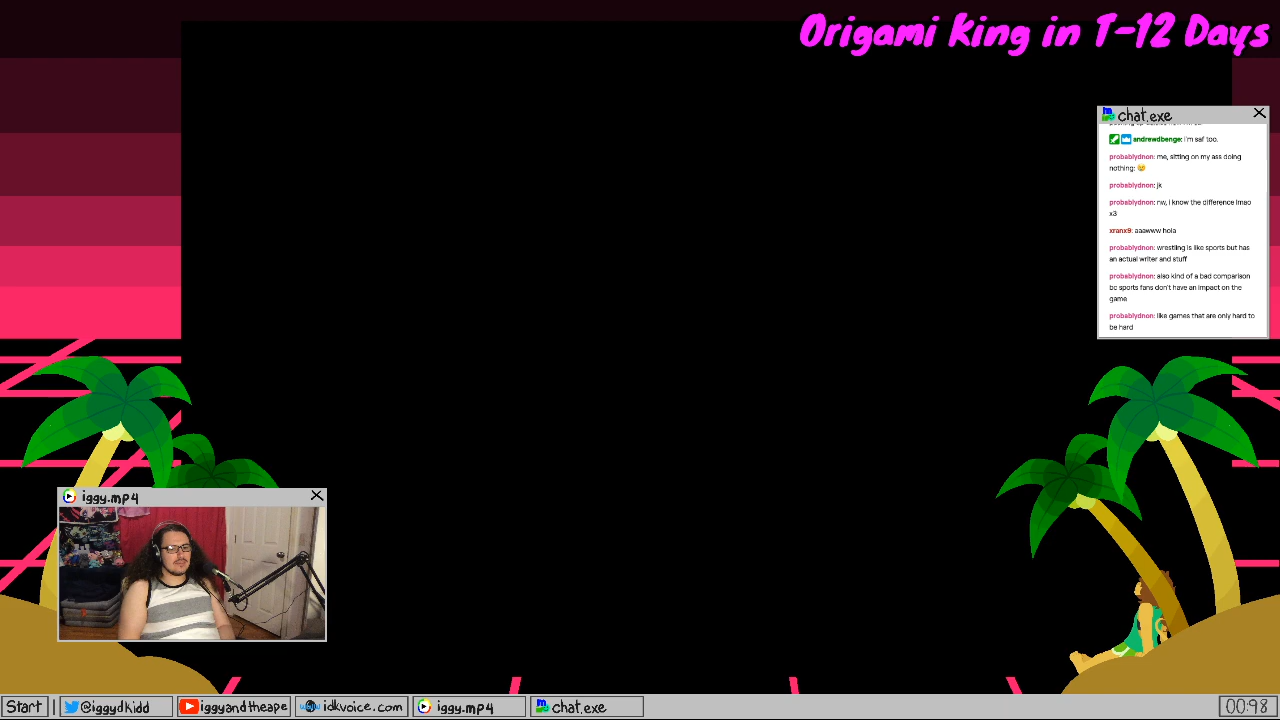 Origami King in T-12 Days
chat.exe
andrewdbenge: I'm saf too.
probablydnon: me, sitting on my ass doing
nothing:
probablydnon: jk
probablydnon: nw, i know the difference lmao
x3
xranx9: aaawww hola
probablydnon: wrestling is like sports but has
an actual writer and stuff
probablydnon: also kind of a bad comparison
bc sports fans don't have an impact on the
game
probablydnon: like games that are only hard to
be hard
iggy.mp4
Start
@iggydkidd
iggyandtheape
idkvoice.com
iggy.mp4
chat.exe
00:98